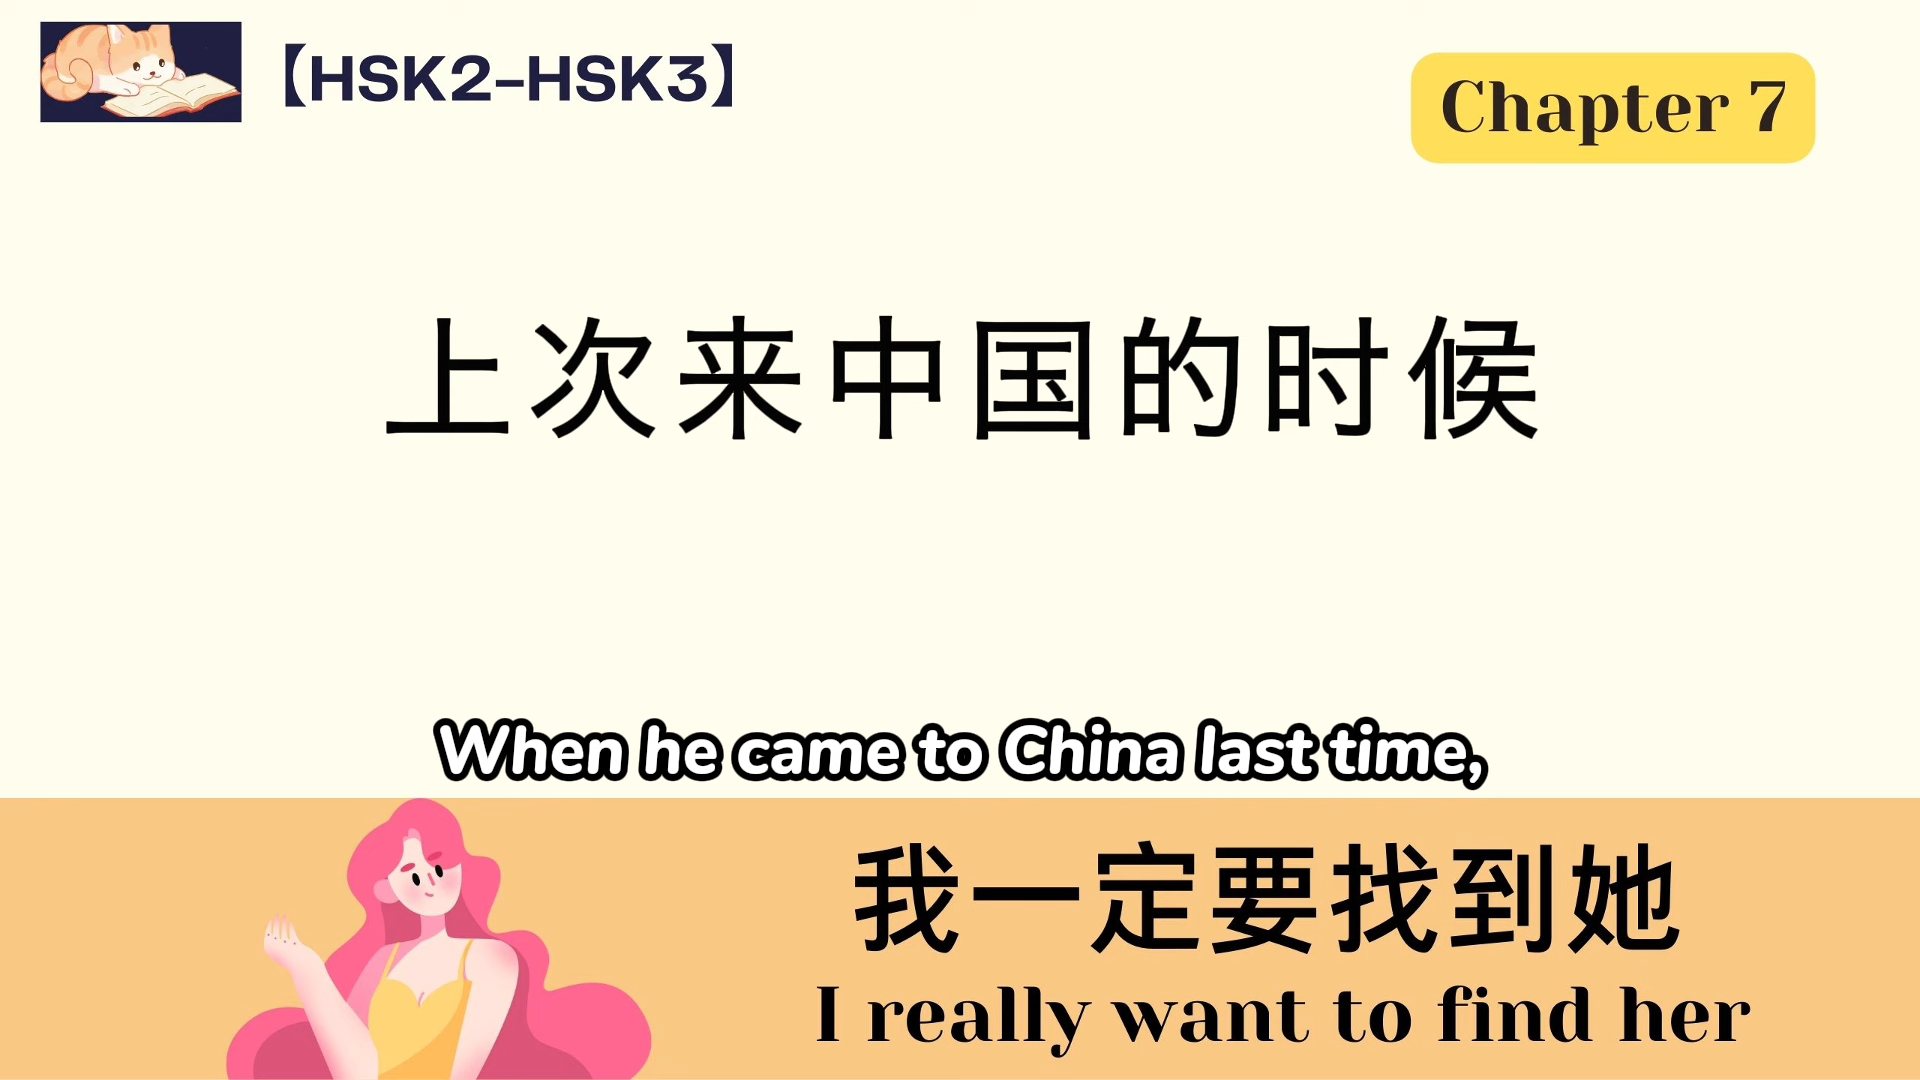 【HSK2-HSK3】
Chapter 7
上次来中国的时候
When he came to China last time,
我一定要找到她
I really want to find her